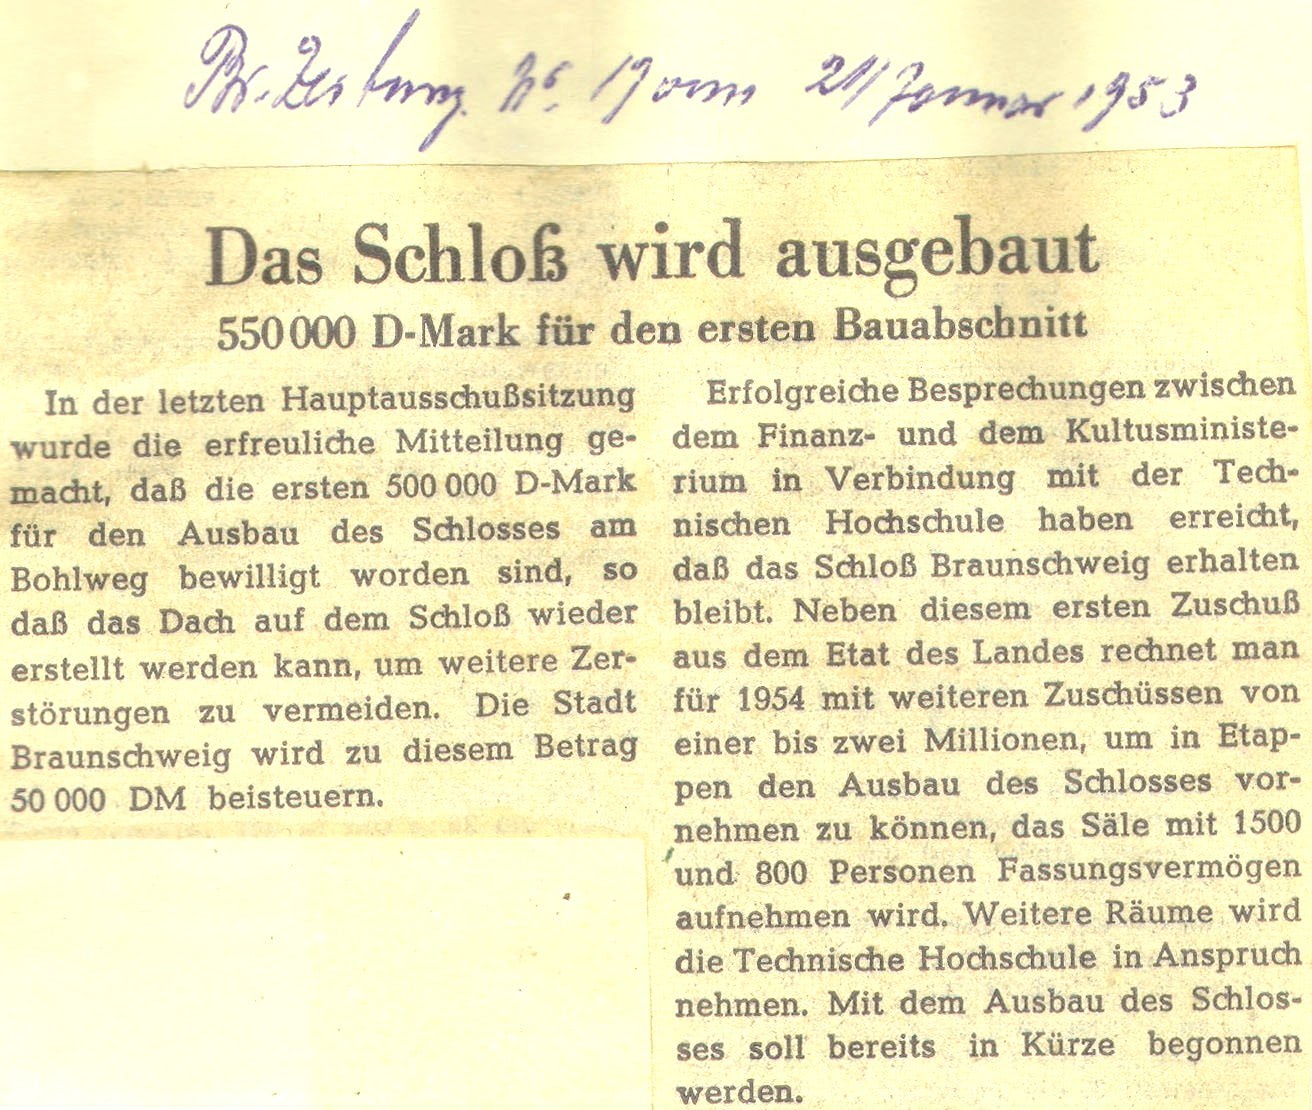 Br. Zeitung Nr. 19 vom 24 Januar 1953
Das Schloß wird ausgebaut
550 000 D-Mark für den ersten Bauabschnitt
In der letzten Hauptausschußsitzung
wurde die erfreuliche Mitteilung ge-
macht, daß die ersten 500 000 D-Mark
für den Ausbau des Schlosses am
Bohlweg bewilligt worden sind, so
daß das Dach auf dem Schloß wieder
erstellt werden kann, um weitere Zer-
störungen zu vermeiden. Die Stadt
Braunschweig wird zu diesem Betrag
50 000 DM beisteuern.
Erfolgreiche Besprechungen zwischen
dem Finanz- und dem Kultusministe-
rium in Verbindung mit der Tech-
nischen Hochschule haben erreicht,
daß das Schloß Braunschweig erhalten
bleibt. Neben diesem ersten Zuschuß
aus dem Etat des Landes rechnet man
für 1954 mit weiteren Zuschüssen von
einer bis zwei Millionen, um in Etap-
pen den Ausbau des Schlosses vor-
nehmen zu können, das Säle mit 1500
und 800 Personen Fassungsvermögen
aufnehmen wird. Weitere Räume wird
die Technische Hochschule in Anspruch
nehmen. Mit dem Ausbau des Schlos-
ses soll bereits in Kürze begonnen
werden.